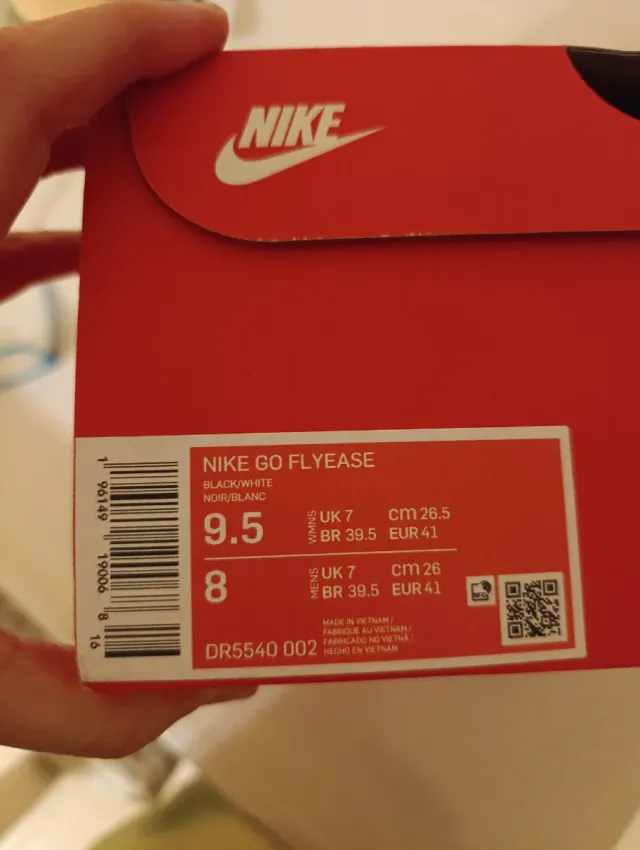 NIKE
NIKE GO FLYEASE
BLACK/WHITE
NOIR/BLANC
9.5 WMNS UK 7 CM 26.5
BR 39.5 EUR 41
8 MENS UK 7 CM 26
BR 39.5 EUR 41
DR5540 002
MADE IN VIETNAM /
FABRIQUE AU VIETNAM /
FABRICADO NO VIETNÃ /
HECHO EN VIETNAM
1 96149 19006 8 16